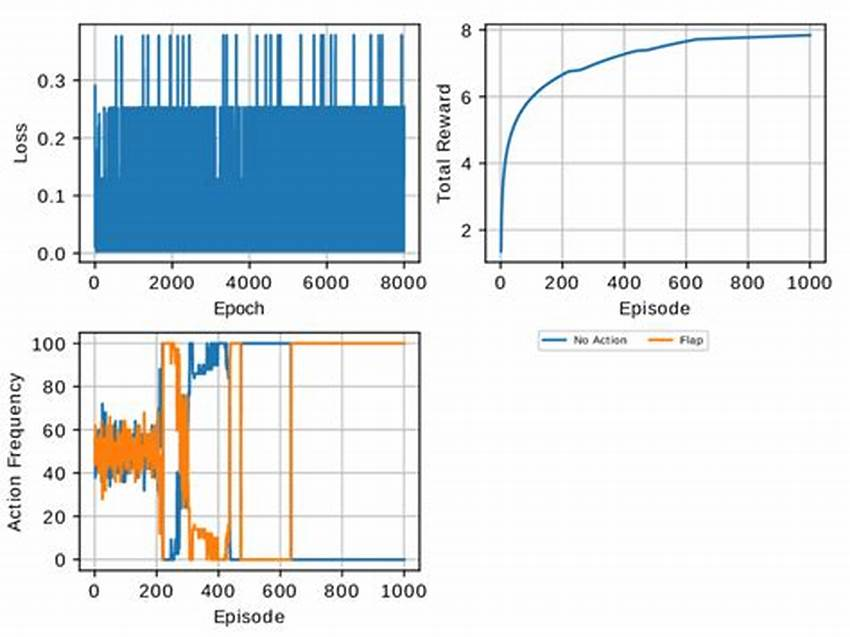 Loss
0.3
0.2
0.1
0.0
0 2000 4000 6000 8000
Epoch
Total Reward
8
6
4
2
0 200 400 600 800 1000
Episode
No Action Flap
Action Frequency
100
80
60
40
20
0
0 200 400 600 800 1000
Episode